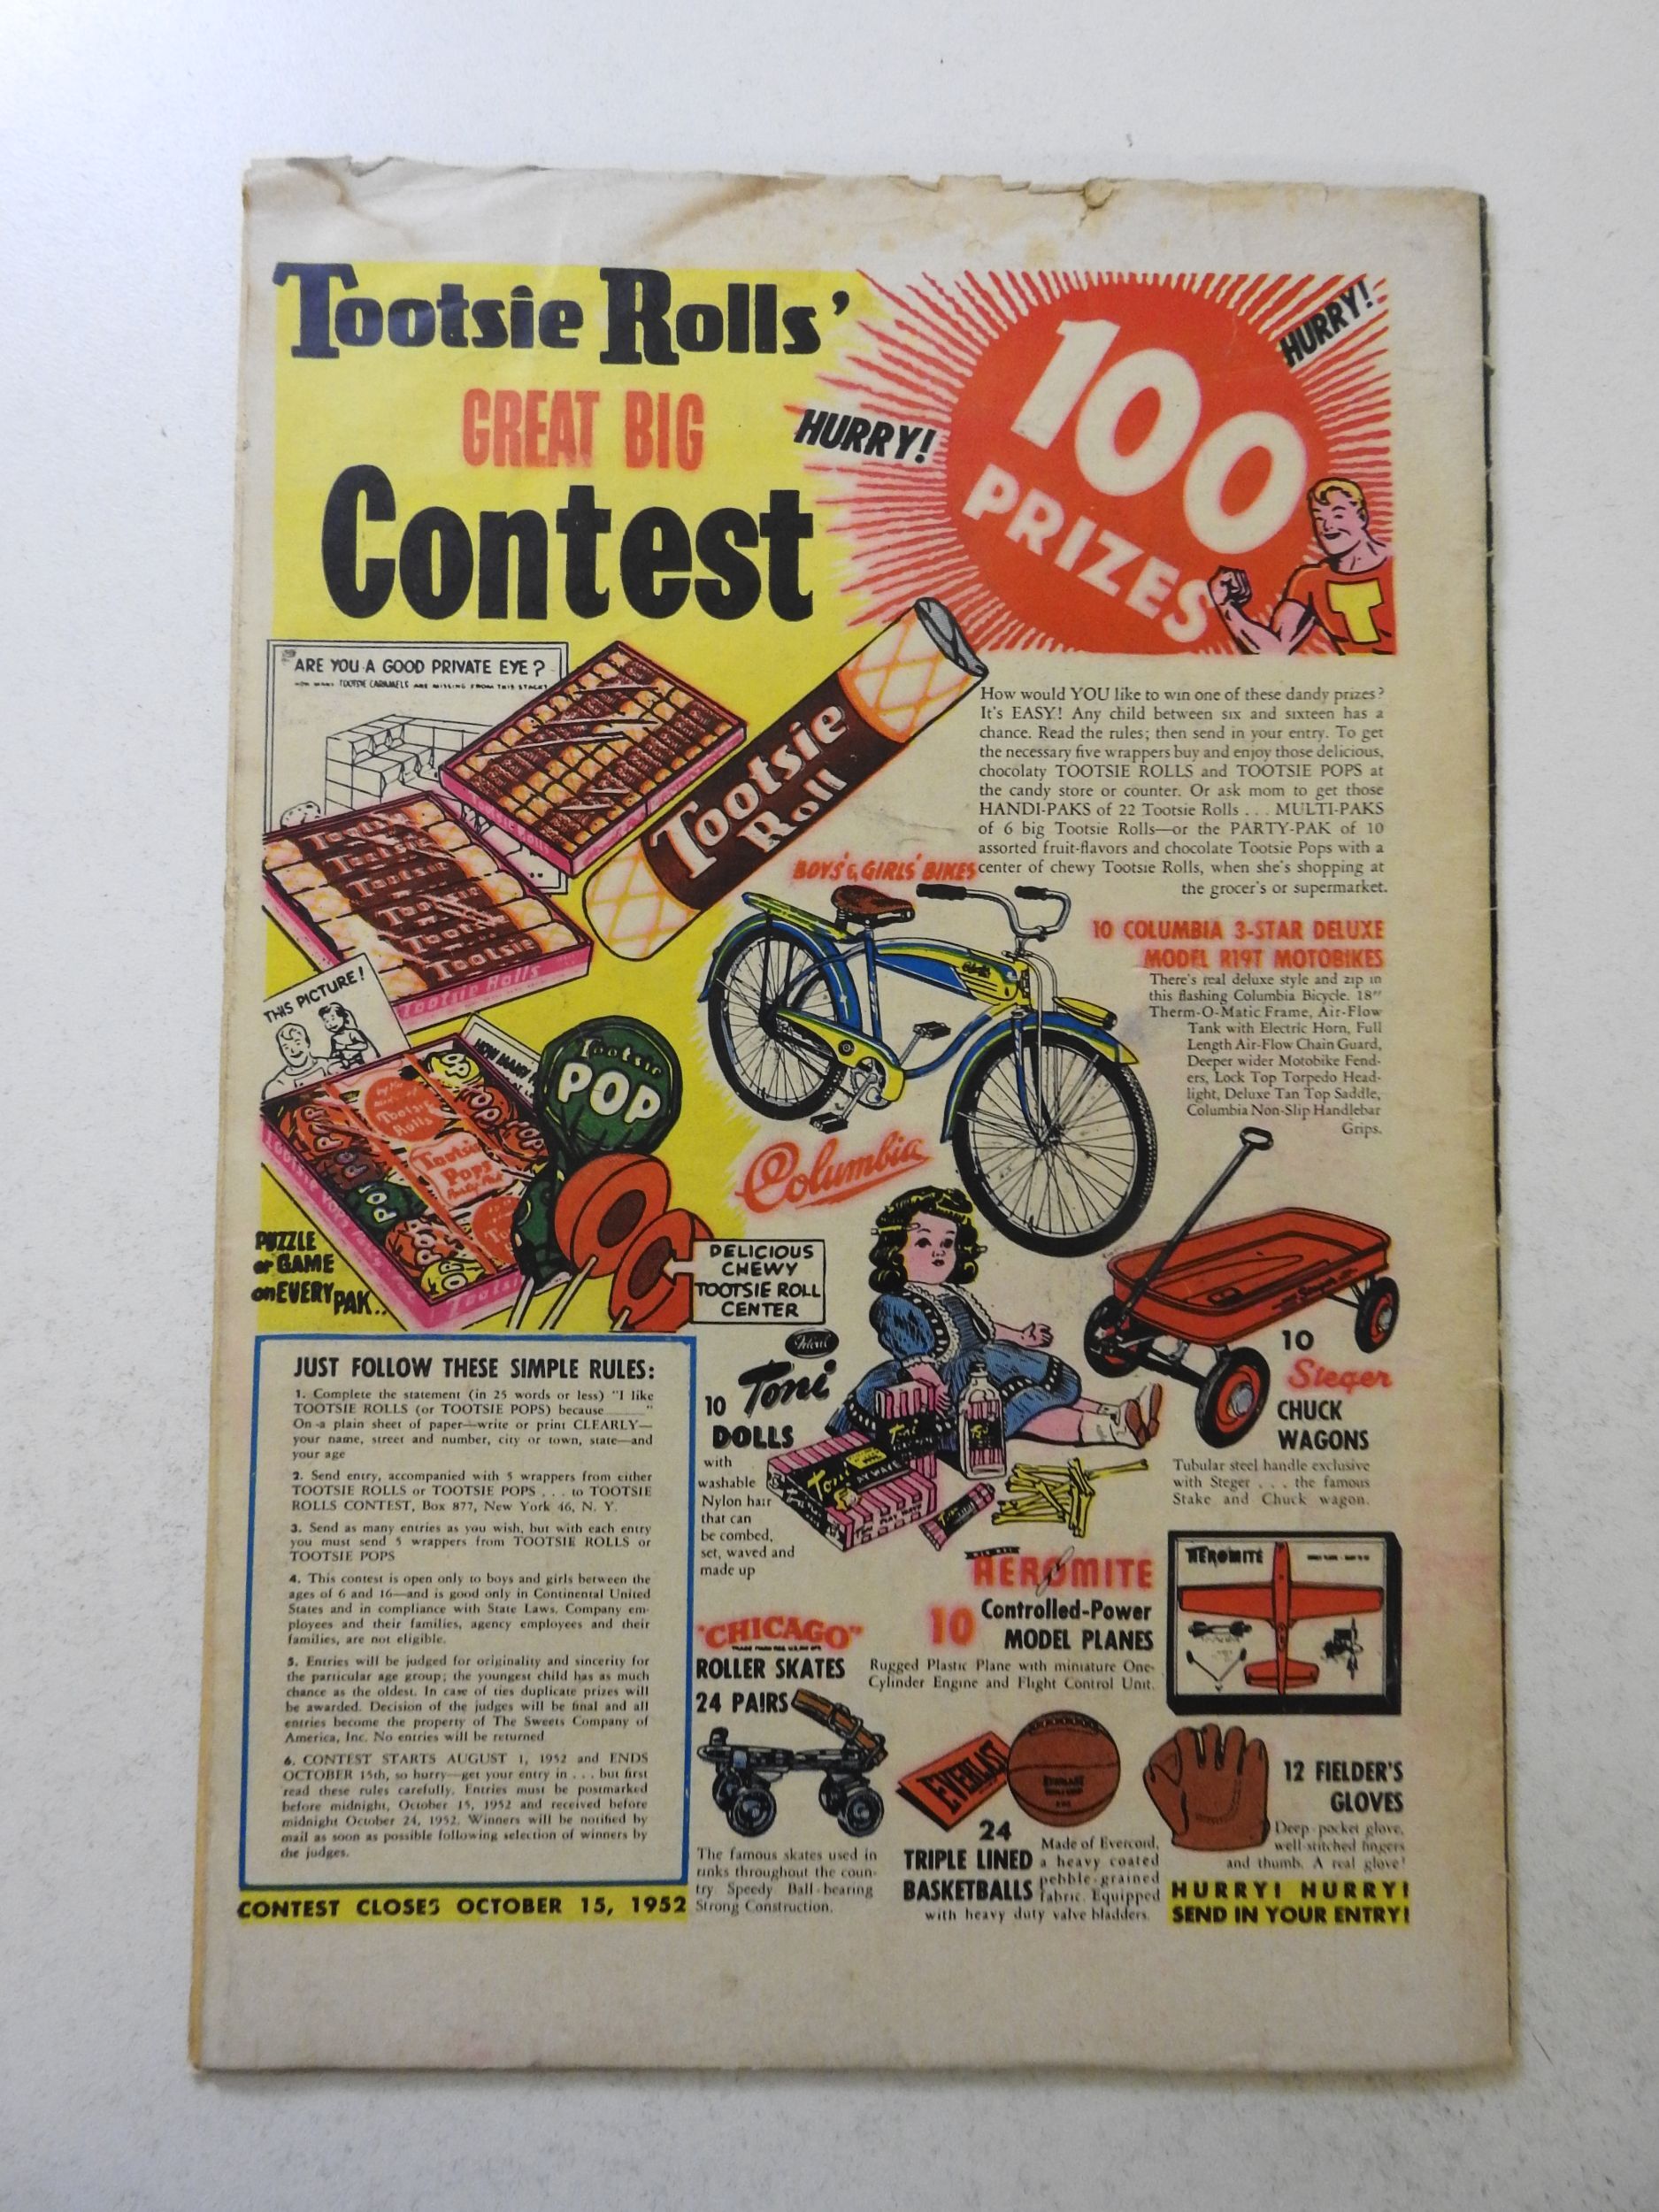 Tootsie Rolls'
GREAT BIG
Contest
HURRY!
HURRY!
100
PRIZES
T
ARE YOU A GOOD PRIVATE EYE?
HOW MANY TOOTSIE CARAMELS ARE MISSING FROM THIS STACK?
Tootsie
Roll
Tootsie
Tootsie
Tootsie
Tootsie Rolls
THIS PICTURE!
HOW MANY
Tootsie
POP
Tootsie
Rolls
Tootsie
Pops
Party Pak
PUZZLE
or GAME
on EVERY PAK..
DELICIOUS
CHEWY
TOOTSIE ROLL
CENTER
How would YOU like to win one of these dandy prizes?
It's EASY! Any child between six and sixteen has a
chance. Read the rules; then send in your entry. To get
the necessary five wrappers buy and enjoy those delicious,
chocolaty TOOTSIE ROLLS and TOOTSIE POPS at
the candy store or counter. Or ask mom to get those
HANDI-PAKS of 22 Tootsie Rolls . . . MULTI-PAKS
of 6 big Tootsie Rolls—or the PARTY-PAK of 10
assorted fruit-flavors and chocolate Tootsie Pops with a
center of chewy Tootsie Rolls, when she's shopping at
the grocer's or supermarket.
BOYS' & GIRLS' BIKES
10 COLUMBIA 3-STAR DELUXE
MODEL R19T MOTOBIKES
There's real deluxe style and zip in
this flashing Columbia Bicycle. 18"
Therm-O-Matic Frame, Air-Flow
Tank with Electric Horn, Full
Length Air-Flow Chain Guard,
Deeper wider Motobike Fend-
ers, Lock Top Torpedo Head-
light, Deluxe Tan Top Saddle,
Columbia Non-Slip Handlebar
Grips.
Columbia
JUST FOLLOW THESE SIMPLE RULES:
1. Complete the statement (in 25 words or less) "I like
TOOTSIE ROLLS (or TOOTSIE POPS) because ______"
On a plain sheet of paper—write or print CLEARLY—
your name, street and number, city or town, state—and
your age
2. Send entry, accompanied with 5 wrappers from either
TOOTSIE ROLLS or TOOTSIE POPS . . . to TOOTSIE
ROLLS CONTEST, Box 877, New York 46, N. Y.
3. Send as many entries as you wish, but with each entry
you must send 5 wrappers from TOOTSIE ROLLS or
TOOTSIE POPS
4. This contest is open only to boys and girls between the
ages of 6 and 16—and is good only in Continental United
States and in compliance with State Laws. Company em-
ployees and their families, agency employees and their
families, are not eligible.
5. Entries will be judged for originality and sincerity for
the particular age group; the youngest child has as much
chance as the oldest. In case of ties duplicate prizes will
be awarded. Decision of the judges will be final and all
entries become the property of The Sweets Company of
America, Inc. No entries will be returned
6. CONTEST STARTS AUGUST 1, 1952 and ENDS
OCTOBER 15th, so hurry—get your entry in . . . but first
read these rules carefully. Entries must be postmarked
before midnight, October 15, 1952 and received before
midnight October 24, 1952. Winners will be notified by
mail as soon as possible following selection of winners by
the judges.
CONTEST CLOSES OCTOBER 15, 1952
Ideal
10 Toni
DOLLS
with
washable
Nylon hair
that can
be combed,
set, waved and
made up
Toni
10
Steger
CHUCK
WAGONS
Tubular steel handle exclusive
with Steger . . . the famous
Stake and Chuck wagon.
AEROMITE
10 Controlled-Power
MODEL PLANES
Rugged Plastic Plane with miniature One-
Cylinder Engine and Flight Control Unit.
AEROMITE
"CHICAGO"
ROLLER SKATES
24 PAIRS
The famous skates used in
rinks throughout the coun-
try Speedy Ball-bearing
Strong Construction.
EVERLAST
24
TRIPLE LINED
BASKETBALLS
Made of Evercord,
a heavy coated
pebble-grained
fabric. Equipped
with heavy duty valve bladders.
12 FIELDER'S
GLOVES
Deep-pocket glove,
well-stitched fingers
and thumb. A real glove!
HURRY! HURRY!
SEND IN YOUR ENTRY!